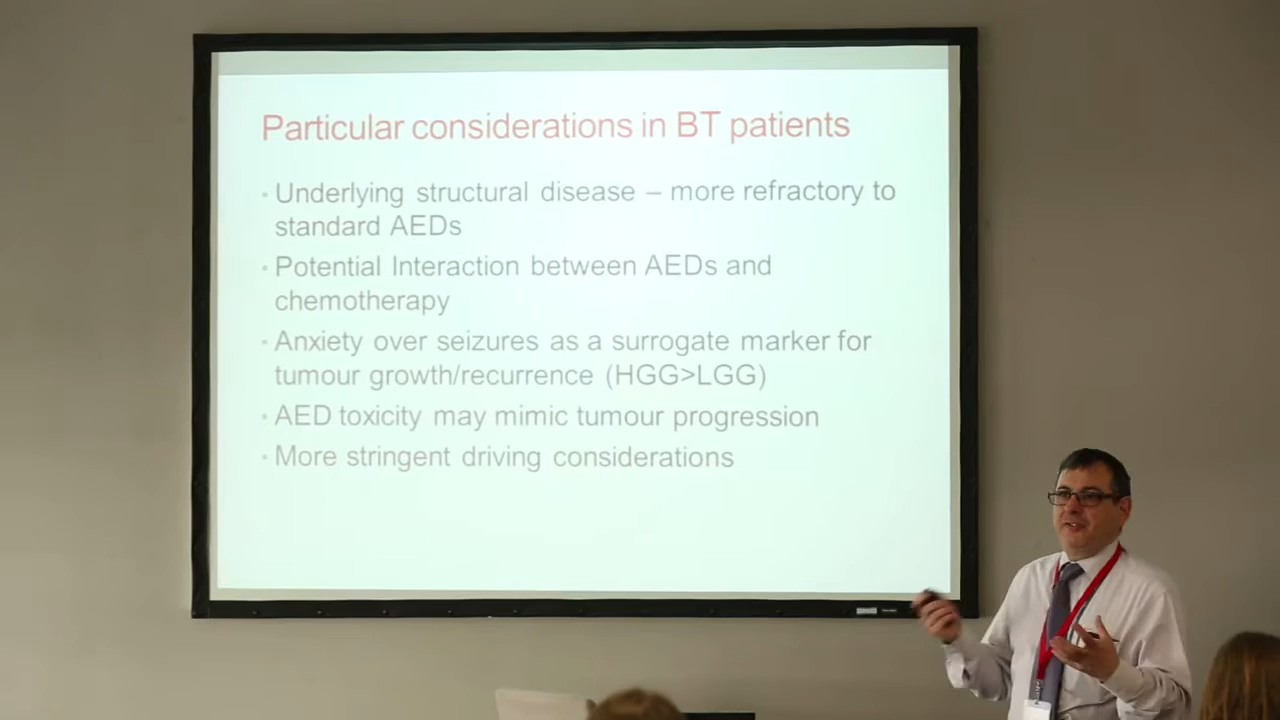 Particular considerations in BT patients
• Underlying structural disease – more refractory to
standard AEDs
• Potential Interaction between AEDs and
chemotherapy
• Anxiety over seizures as a surrogate marker for
tumour growth/recurrence (HGG>LGG)
• AED toxicity may mimic tumour progression
• More stringent driving considerations